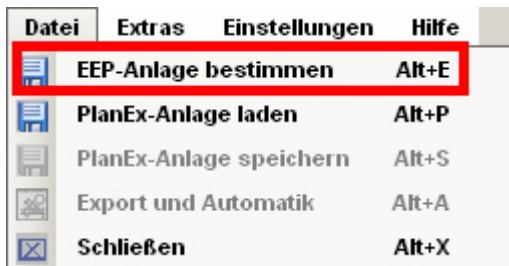 Datei Extras Einstellungen Hilfe
EEP-Anlage bestimmen Alt+E
PlanEx-Anlage laden Alt+P
PlanEx-Anlage speichern Alt+S
Export und Automatik Alt+A
Schließen Alt+X